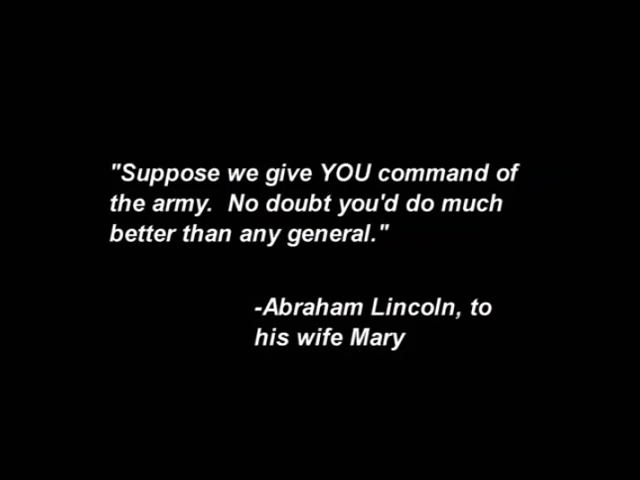 "Suppose we give YOU command of
the army.  No doubt you'd do much
better than any general."
-Abraham Lincoln, to
his wife Mary